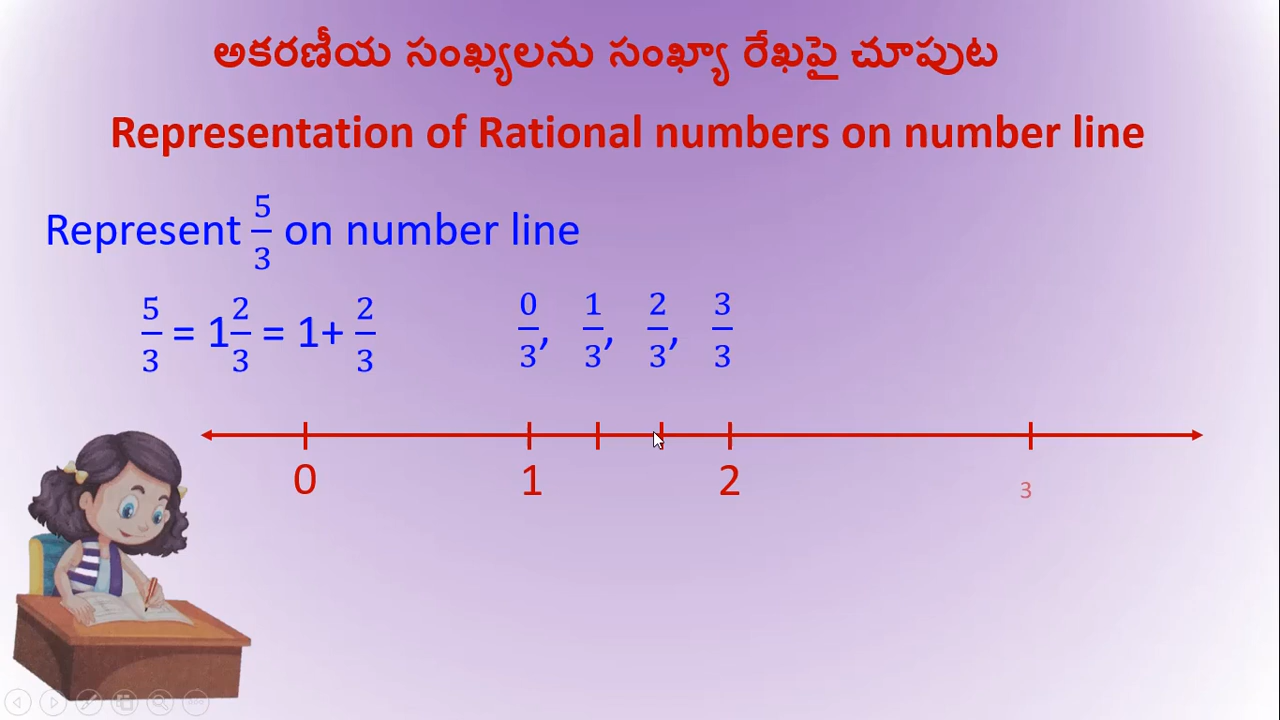 అకరణీయ సంఖ్యలను సంఖ్యా రేఖపై చూపుట
Representation of Rational numbers on number line
Represent 5/3 on number line
5/3 = 1 2/3 = 1+ 2/3
0/3, 1/3, 2/3, 3/3
0 1 2 3